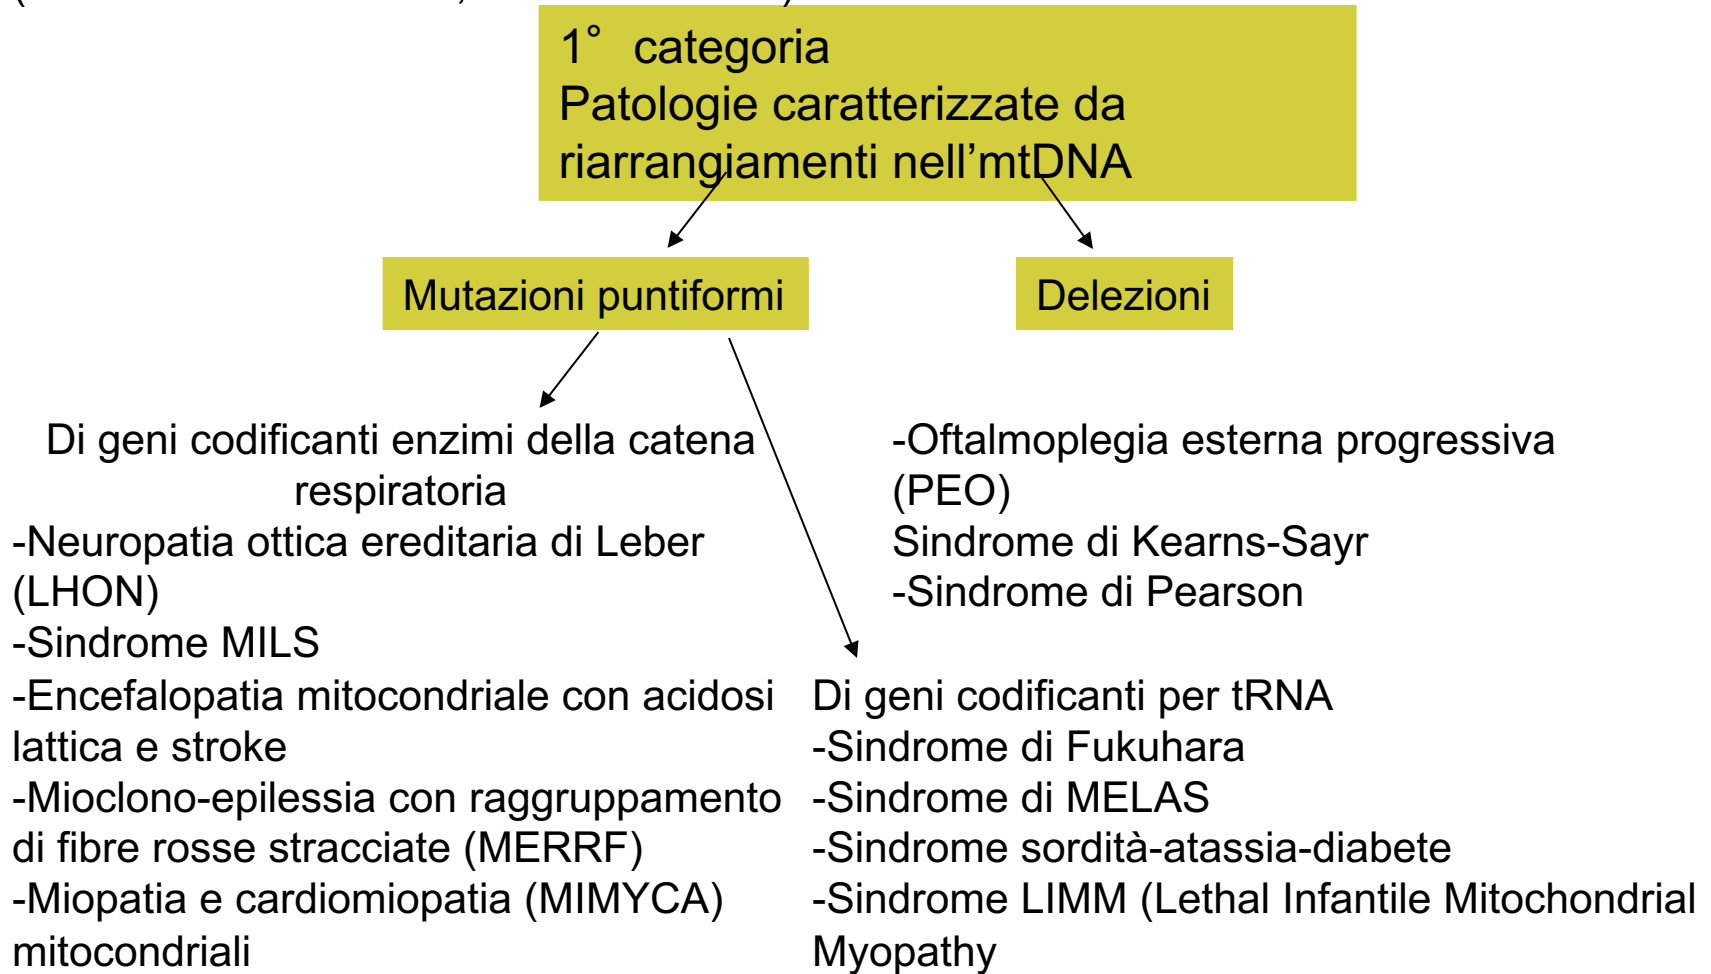 1° categoria
Patologie caratterizzate da
riarrangiamenti nell’mtDNA
Mutazioni puntiformi
Delezioni
Di geni codificanti enzimi della catena
respiratoria
-Neuropatia ottica ereditaria di Leber
(LHON)
-Sindrome MILS
-Encefalopatia mitocondriale con acidosi
lattica e stroke
-Mioclono-epilessia con raggruppamento
di fibre rosse stracciate (MERRF)
-Miopatia e cardiomiopatia (MIMYCA)
mitocondriali
-Oftalmoplegia esterna progressiva
(PEO)
Sindrome di Kearns-Sayr
-Sindrome di Pearson
Di geni codificanti per tRNA
-Sindrome di Fukuhara
-Sindrome di MELAS
-Sindrome sordità-atassia-diabete
-Sindrome LIMM (Lethal Infantile Mitochondrial
Myopathy